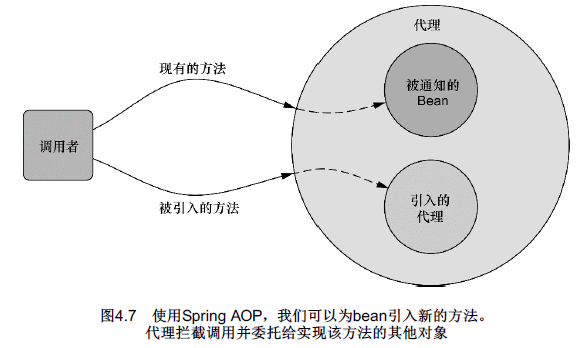 代理
现有的方法
被通知的
Bean
调用者
引入的
代理
被引入的方法
图4.7 使用Spring AOP，我们可以为bean引入新的方法。
代理拦截调用并委托给实现该方法的其他对象